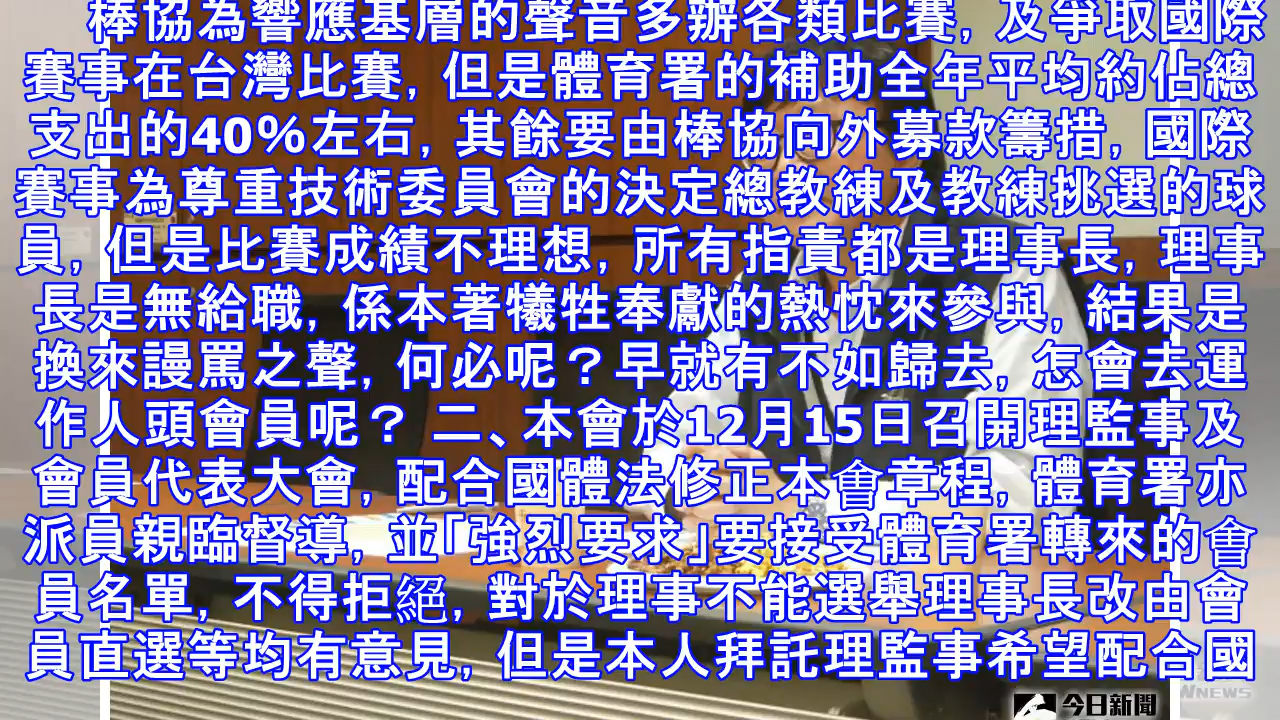 棒協為響應基層的聲音多辦各類比賽, 及爭取國際
賽事在台灣比賽, 但是體育署的補助全年平均約佔總
支出的40%左右, 其餘要由棒協向外募款籌措, 國際
賽事為尊重技術委員會的決定總教練及教練挑選的球
員, 但是比賽成績不理想, 所有指責都是理事長, 理事
長是無給職, 係本著犧牲奉獻的熱忱來參與, 結果是
換來謾罵之聲, 何必呢？早就有不如歸去, 怎會去運
作人頭會員呢？ 二、本會於12月15日召開理監事及
會員代表大會, 配合國體法修正本會章程, 體育署亦
派員親臨督導, 並「強烈要求」要接受體育署轉來的會
員名單, 不得拒絕, 對於理事不能選舉理事長改由會
員直選等均有意見, 但是本人拜託理監事希望配合國
今日新聞
NEWS